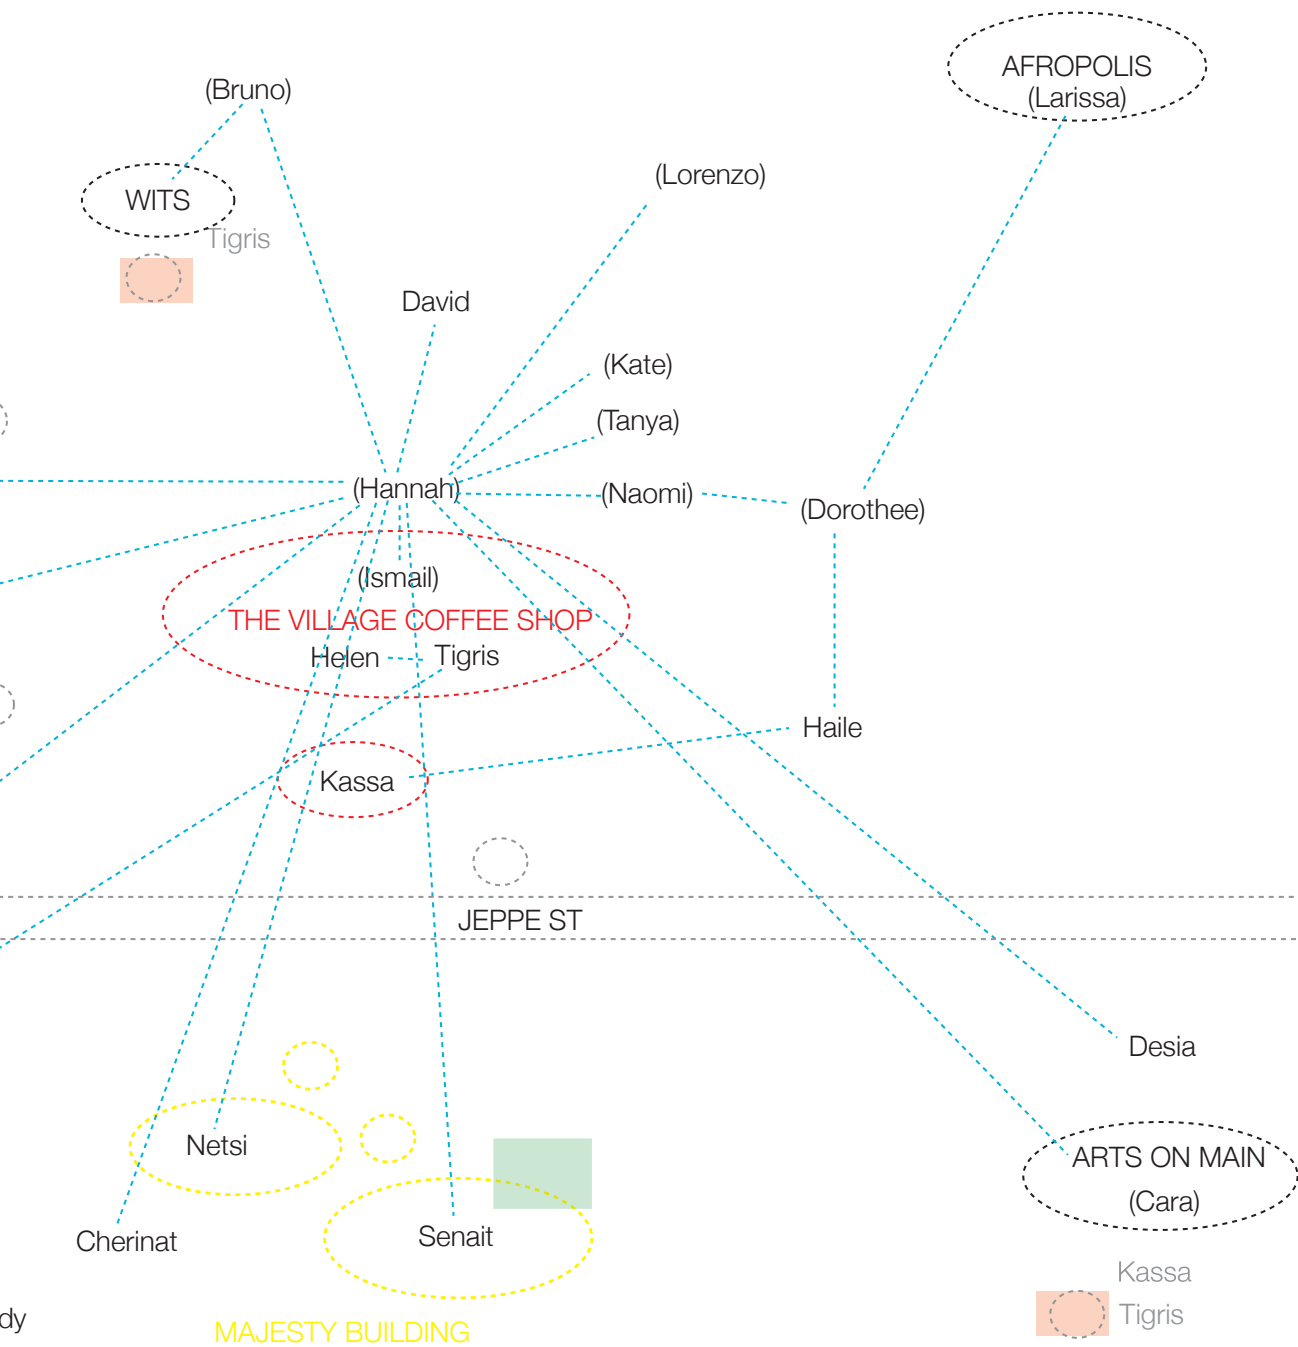 AFROPOLIS
(Larissa)
(Bruno)
(Lorenzo)
WITS
Tigris
David
(Kate)
(Tanya)
(Hannah)
(Naomi)
(Dorothee)
(Ismail)
THE VILLAGE COFFEE SHOP
Helen
Tigris
Haile
Kassa
JEPPE ST
Desia
Netsi
ARTS ON MAIN
(Cara)
Senait
Cherinat
Kassa
Tigris
dy
MAJESTY BUILDING